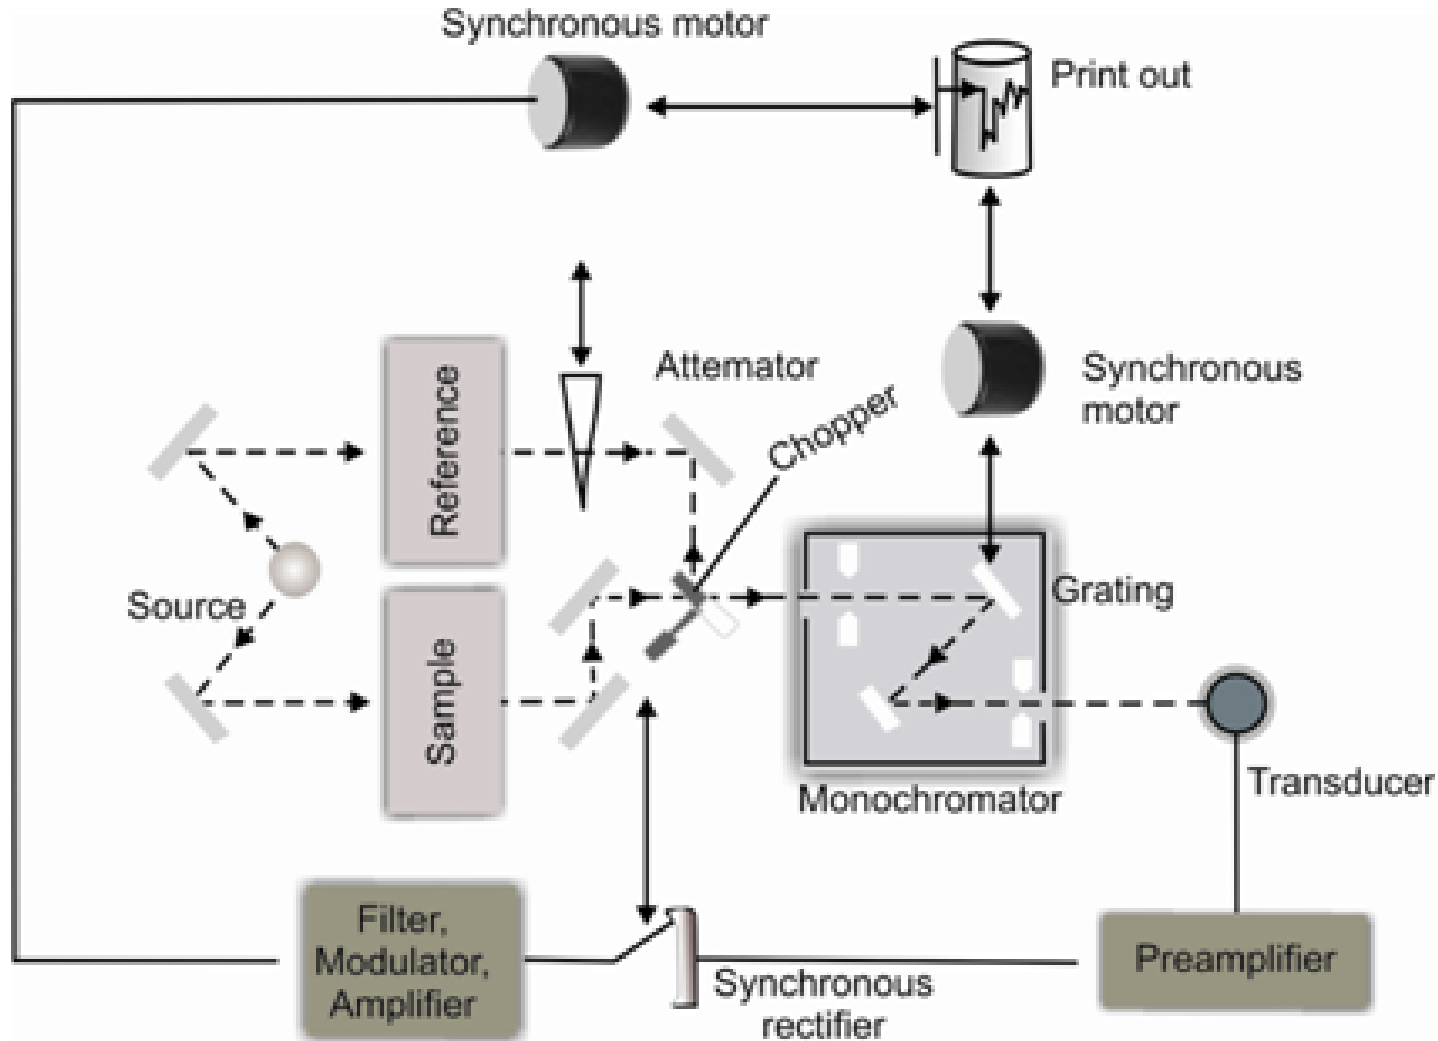 Synchronous motor
Print out
Synchronous
motor
Attemator
Chopper
Reference
Source
Sample
Grating
Monochromator
Transducer
Filter,
Modulator,
Amplifier
Synchronous
rectifier
Preamplifier